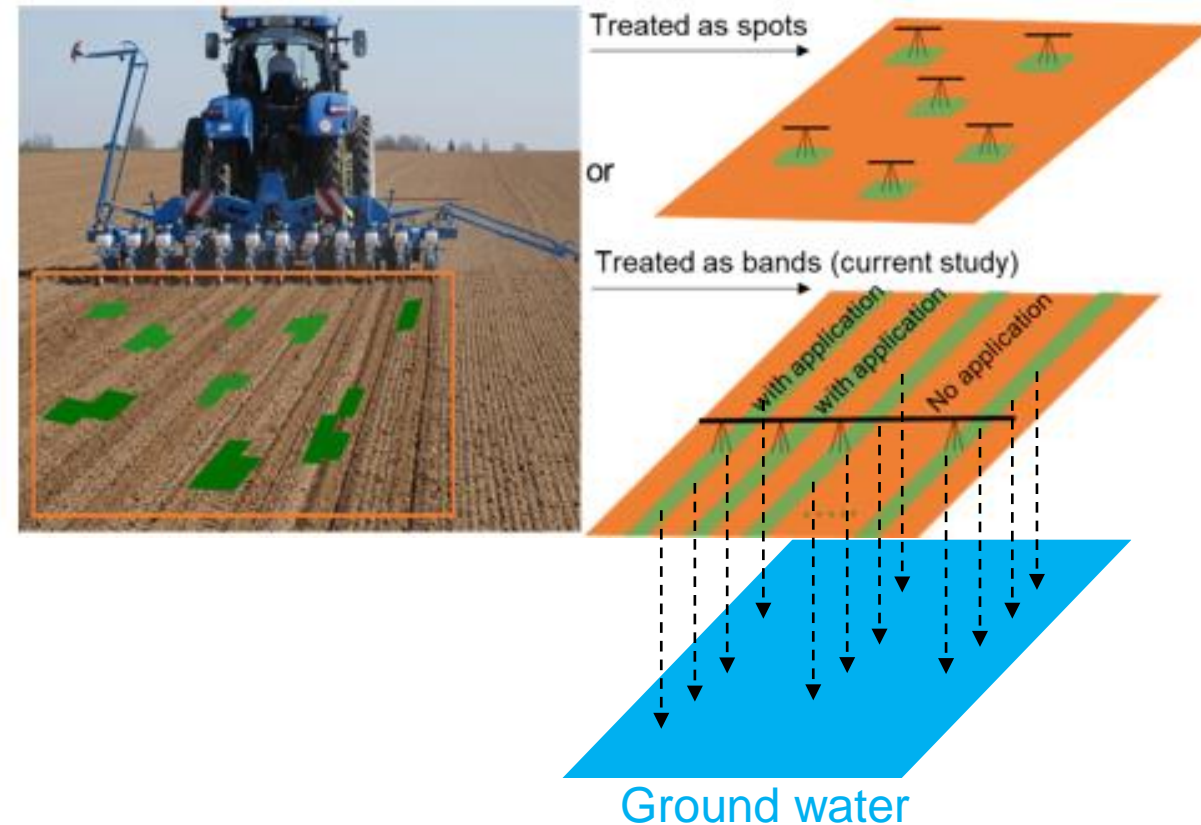 Treated as spots
or
Treated as bands (current study)
with application
with application
No application
Ground water